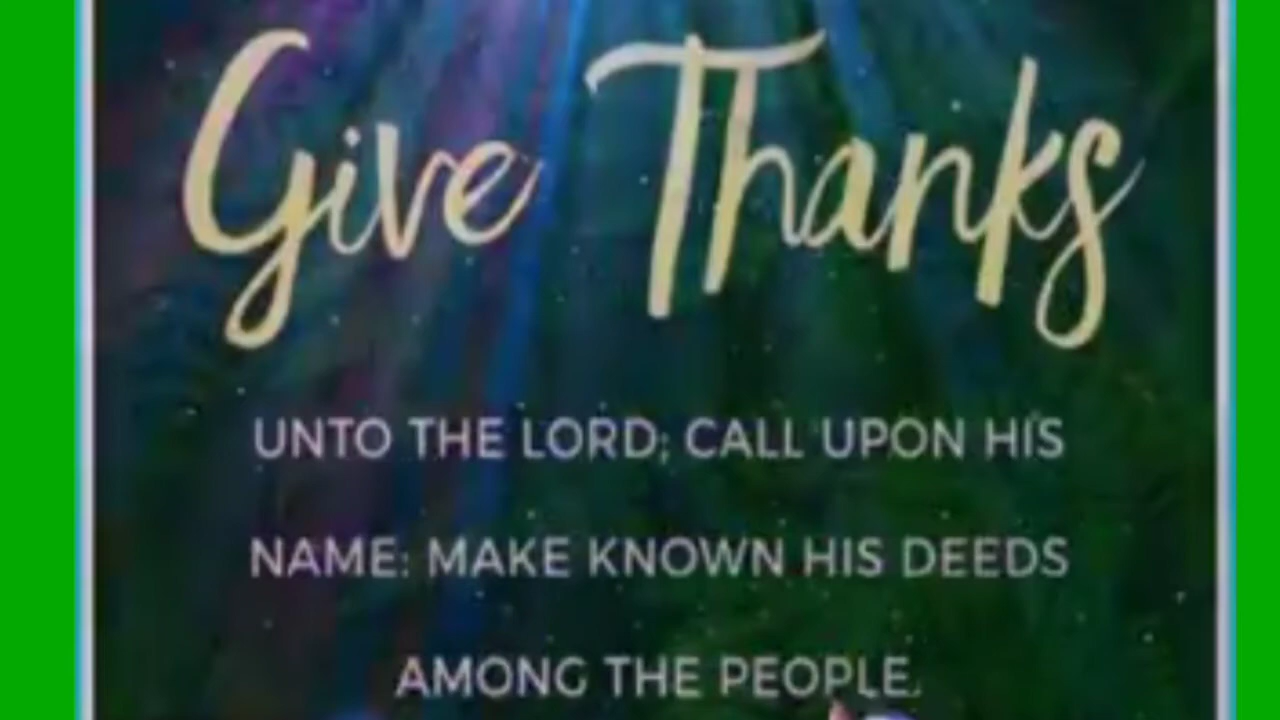 Give Thanks
UNTO THE LORD; CALL UPON HIS
NAME: MAKE KNOWN HIS DEEDS
AMONG THE PEOPLE.